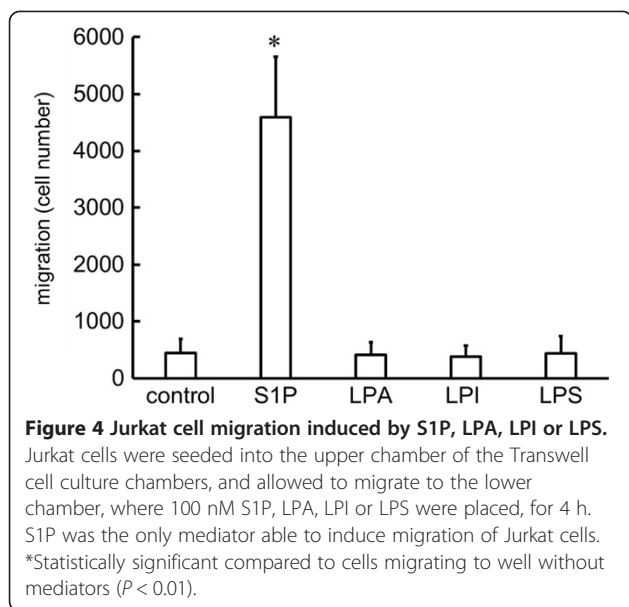 6000
*
5000
4000
3000
2000
1000
0
migration (cell number)
control S1P LPA LPI LPS
Figure 4 Jurkat cell migration induced by S1P, LPA, LPI or LPS.
Jurkat cells were seeded into the upper chamber of the Transwell
cell culture chambers, and allowed to migrate to the lower
chamber, where 100 nM S1P, LPA, LPI or LPS were placed, for 4 h.
S1P was the only mediator able to induce migration of Jurkat cells.
*Statistically significant compared to cells migrating to well without
mediators (P < 0.01).